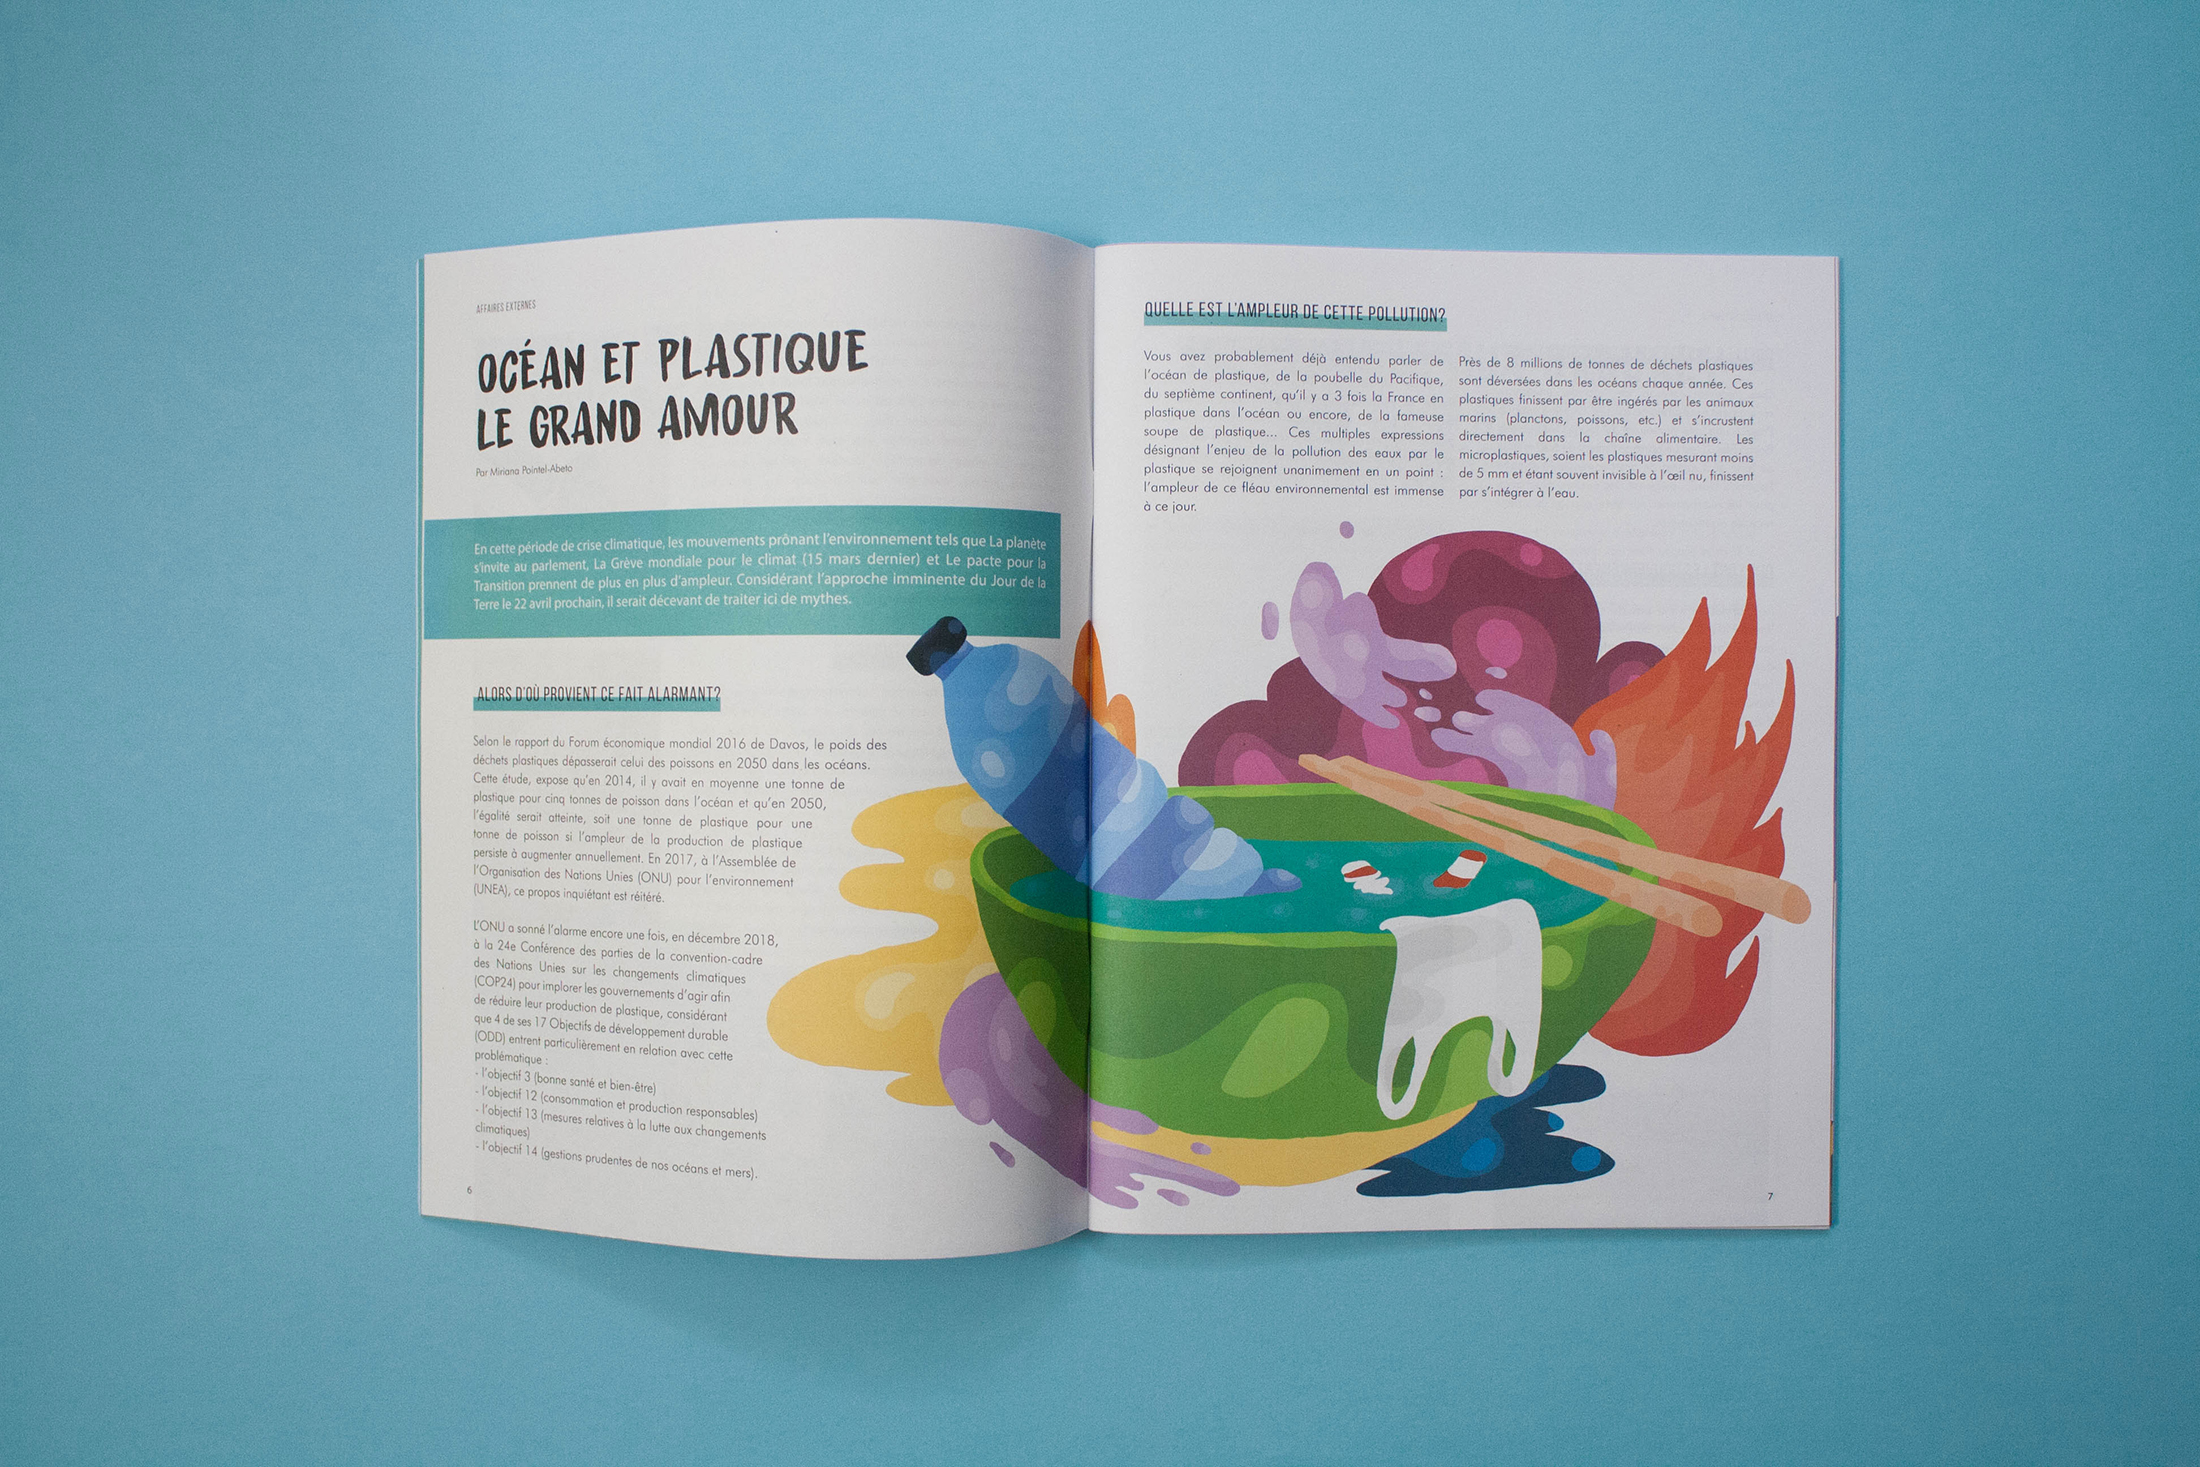 AFFAIRES EXTERNES
OCÉAN ET PLASTIQUE
LE GRAND AMOUR
Par Miriana Pointel-Abeto
En cette période de crise climatique, les mouvements prônant l'environnement tels que La planète
s'invite au parlement, La Grève mondiale pour le climat (15 mars dernier) et Le pacte pour la
Transition prennent de plus en plus d'ampleur. Considérant l'approche imminente du Jour de la
Terre le 22 avril prochain, il serait décevant de traiter ici de mythes.
ALORS D'OÙ PROVIENT CE FAIT ALARMANT?
Selon le rapport du Forum économique mondial 2016 de Davos, le poids des
déchets plastiques dépasserait celui des poissons en 2050 dans les océans.
Cette étude, expose qu'en 2014, il y avait en moyenne une tonne de
plastique pour cinq tonnes de poisson dans l'océan et qu'en 2050,
l'égalité serait atteinte, soit une tonne de plastique pour une
tonne de poisson si l'ampleur de la production de plastique
persiste à augmenter annuellement. En 2017, à l'Assemblée de
l'Organisation des Nations Unies (ONU) pour l'environnement
(UNEA), ce propos inquiétant est réitéré.
L'ONU a sonné l'alarme encore une fois, en décembre 2018,
à la 24e Conférence des parties de la convention-cadre
des Nations Unies sur les changements climatiques
(COP24) pour implorer les gouvernements d'agir afin
de réduire leur production de plastique, considérant
que 4 de ses 17 Objectifs de développement durable
(ODD) entrent particulièrement en relation avec cette
problématique :
- l'objectif 3 (bonne santé et bien-être)
- l'objectif 12 (consommation et production responsables)
- l'objectif 13 (mesures relatives à la lutte aux changements
climatiques)
- l'objectif 14 (gestions prudentes de nos océans et mers).
6
QUELLE EST L'AMPLEUR DE CETTE POLLUTION?
Vous avez probablement déjà entendu parler de
l'océan de plastique, de la poubelle du Pacifique,
du septième continent, qu'il y a 3 fois la France en
plastique dans l'océan ou encore, de la fameuse
soupe de plastique... Ces multiples expressions
désignant l'enjeu de la pollution des eaux par le
plastique se rejoignent unanimement en un point :
l'ampleur de ce fléau environnemental est immense
à ce jour.
Près de 8 millions de tonnes de déchets plastiques
sont déversées dans les océans chaque année. Ces
plastiques finissent par être ingérés par les animaux
marins (planctons, poissons, etc.) et s'incrustent
directement dans la chaîne alimentaire. Les
microplastiques, soient les plastiques mesurant moins
de 5 mm et étant souvent invisible à l'œil nu, finissent
par s'intégrer à l'eau.
7